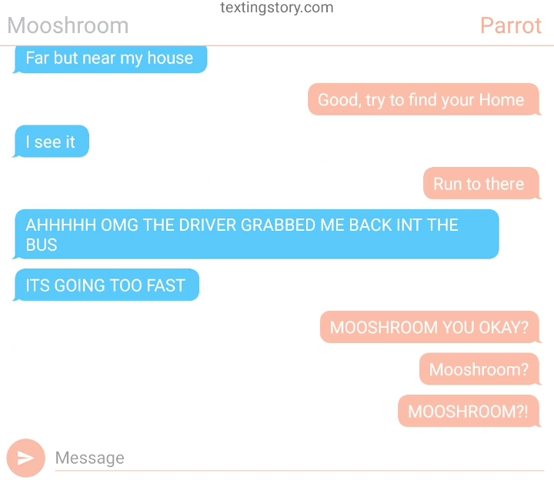 textingstory.com
Mooshroom
Parrot
Far but near my house
Good, try to find your Home
I see it
Run to there
AHHHHH OMG THE DRIVER GRABBED ME BACK INT THE
BUS
ITS GOING TOO FAST
MOOSHROOM YOU OKAY?
Mooshroom?
MOOSHROOM?!
Message